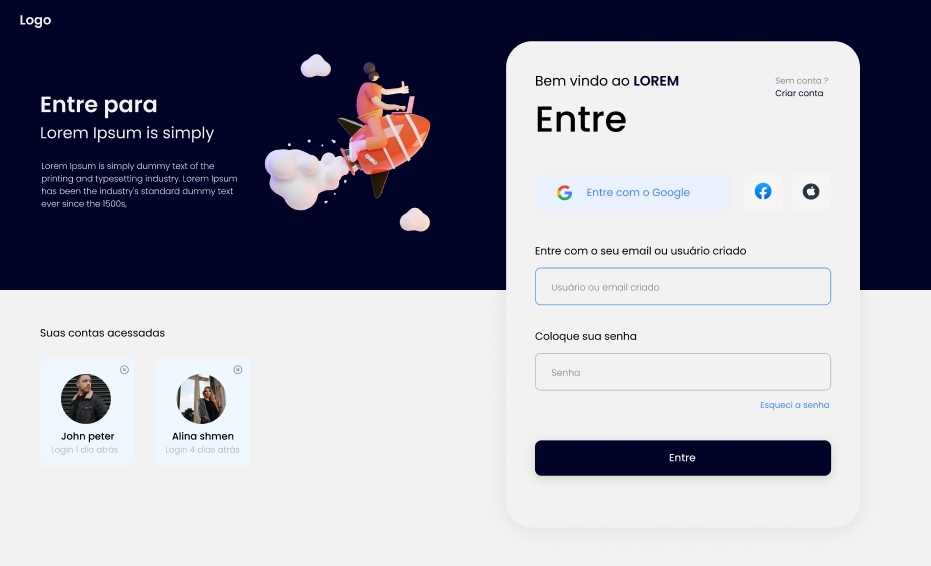 Logo
Entre para
Lorem Ipsum is simply
Lorem Ipsum is simply dummy text of the
printing and typesetting industry. Lorem Ipsum
has been the industry's standard dummy text
ever since the 1500s,
Suas contas acessadas
John peter
Login 1 dia atrás
Alina shmen
Login 4 dias atrás
Bem vindo ao LOREM
Sem conta ?
Criar conta
Entre
Entre com o Google
Entre com o seu email ou usuário criado
Usuário ou email criado
Coloque sua senha
Senha
Esqueci a senha
Entre